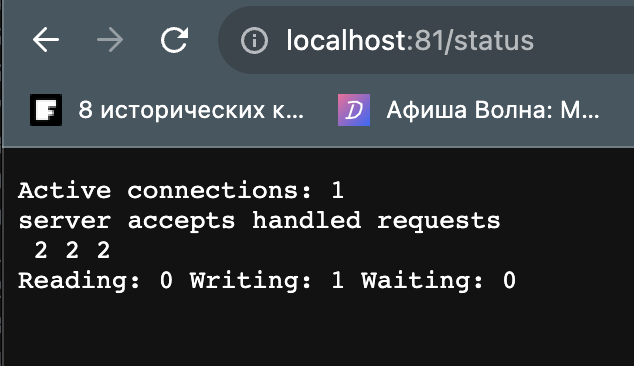 localhost:81/status
8 исторических к...
Афиша Волна: М...
Active connections: 1
server accepts handled requests
 2 2 2
Reading: 0 Writing: 1 Waiting: 0